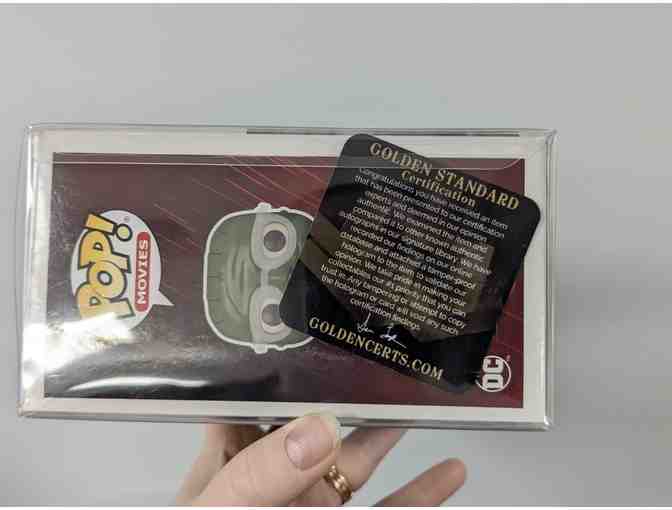 POP!
MOVIES
GOLDEN STANDARD
Certification
Congratulations you have received an item
that has been presented to our certification
experts and deemed in our opinion
authentic. We examined the item and
compared it to other known authentic
autographs in our signature library. We have
recorded our findings on our online
database and attached a tamper-proof
hologram to the item to validate our
opinion. We take pride in making your
collectables our #1 priority that you can
trust in. Any tampering or attempt to copy
the hologram or card will void any such
certification findings.
GOLDENCERTS.COM
DC